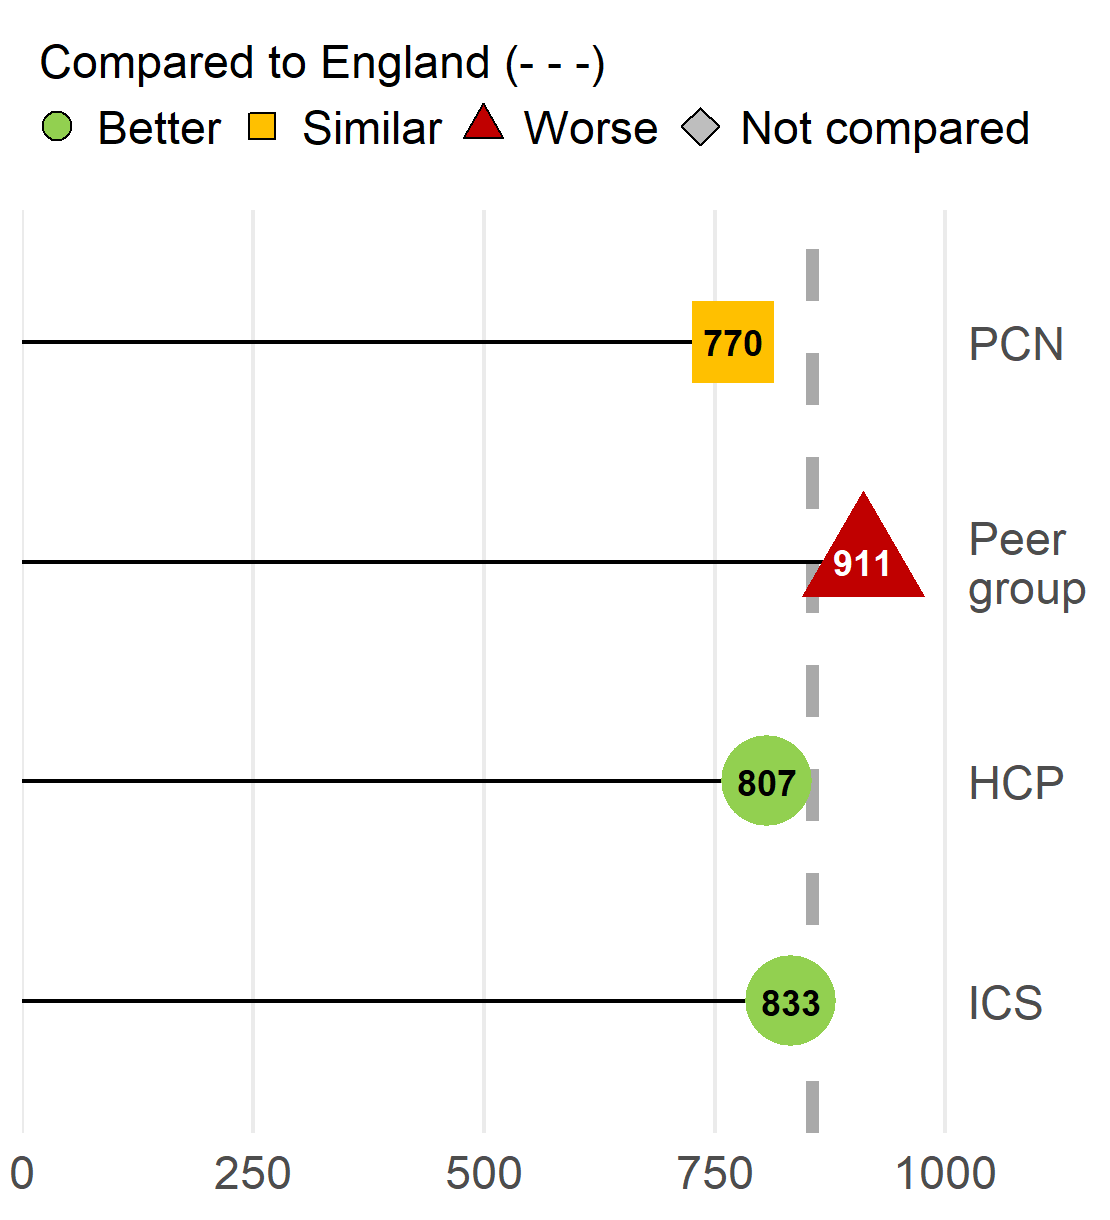 Compared to England (- - -)
Better Similar Worse Not compared
770 PCN
Peer
911 group
807 HCP
833 ICS
0 250 500 750 1000